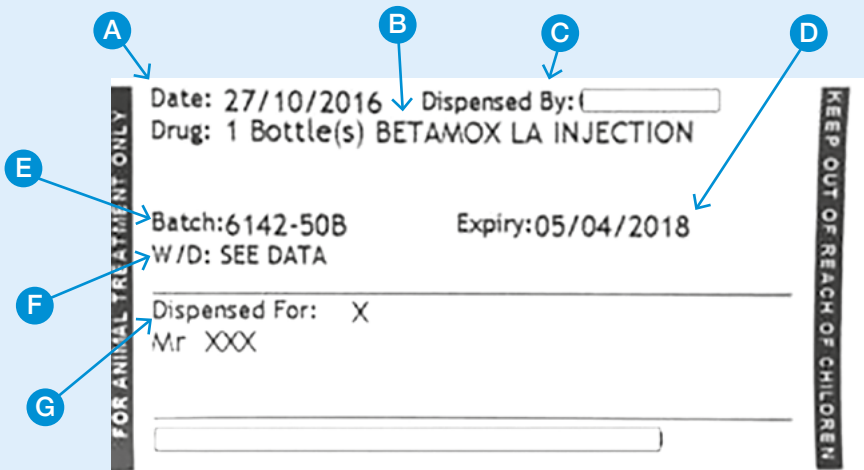 A
B
C
D
Date: 27/10/2016 Dispensed By:
Drug: 1 Bottle(s) BETAMOX LA INJECTION
E
Batch:6142-50B Expiry:05/04/2018
W/D: SEE DATA
F
Dispensed For: X
Mr XXX
G
FOR ANIMAL TREATMENT ONLY
KEEP OUT OF REACH OF CHILDREN